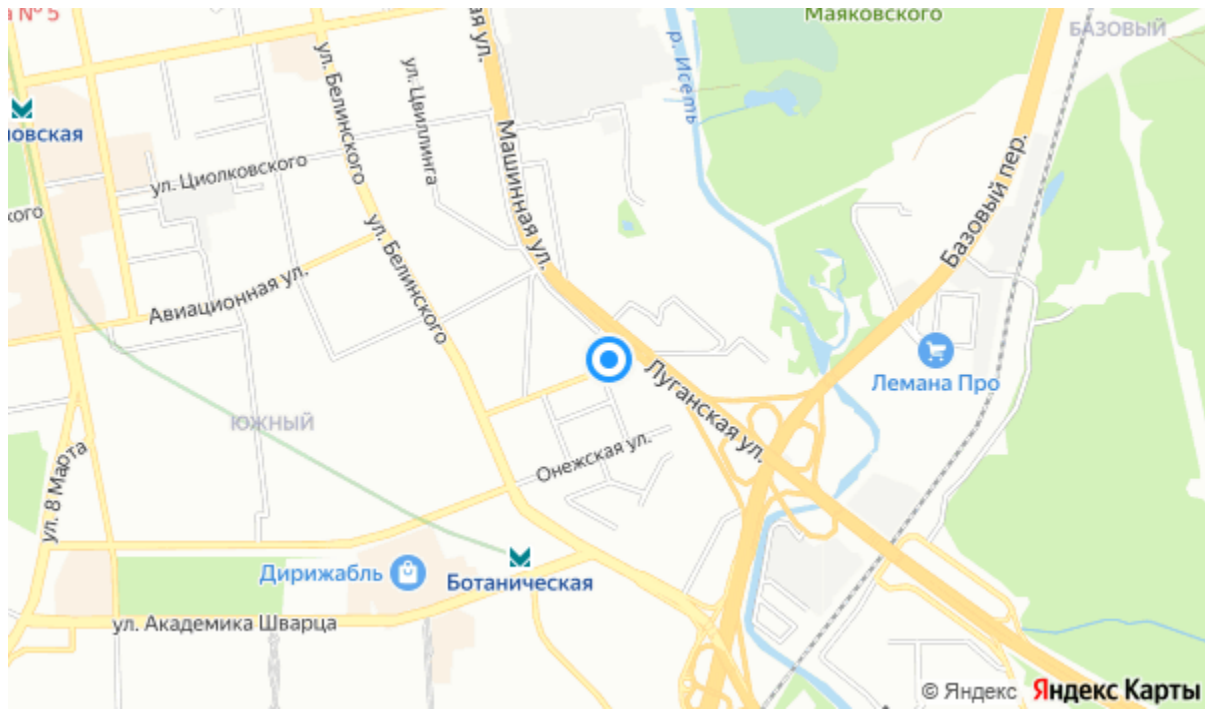 а № 5
Маяковского
БАЗОВЫЙ
ая ул.
р. Исеть
ул. Белинского
ул. Цвиллинга
Машинная ул.
Базовый пер.
овская
ул. Циолковского
кого
ул. Белинского
Авиационная ул.
Луганская ул.
Лемана Про
ЮЖНЫЙ
Онежская ул.
ул. 8 Марта
Дирижабль
Ботаническая
ул. Академика Шварца
© Яндекс Яндекс Карты